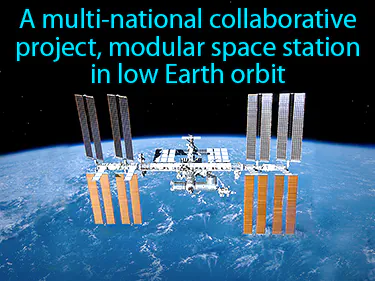 A multi-national collaborative
project, modular space station
in low Earth orbit